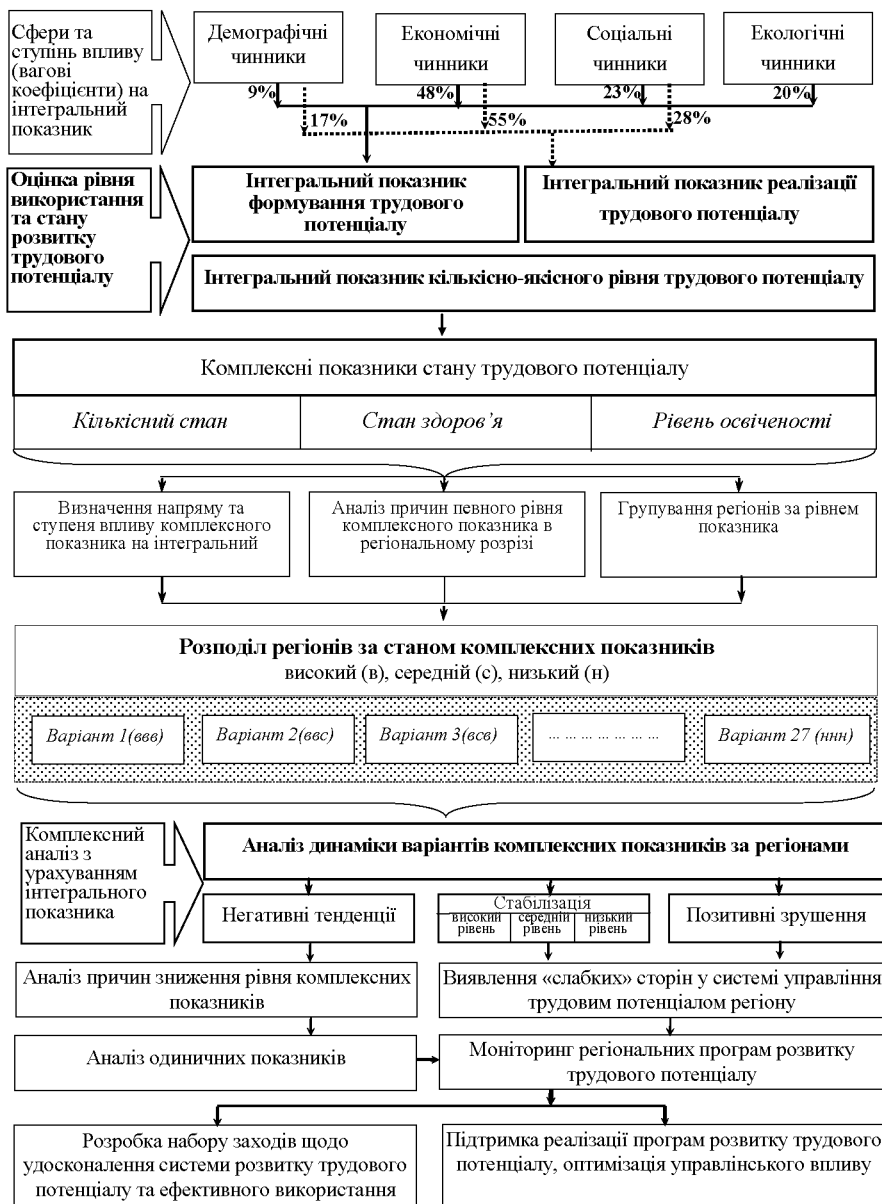 Сфери та
ступінь впливу
(вагові
коефіцієнти) на
інтегральний
показник
Демографічні
чинники
Економічні
чинники
Соціальні
чинники
Екологічні
чинники
9%
48%
23%
20%
17%
55%
28%
Оцінка рівня
використання
та стану
розвитку
трудового
потенціалу
Інтегральний показник
формування трудового
потенціалу
Інтегральний показник реалізації
трудового потенціалу
Інтегральний показник кількісно-якісного рівня трудового потенціалу
Комплексні показники стану трудового потенціалу
Кількісний стан
Стан здоров’я
Рівень освіченості
Визначення напряму та
ступеня впливу комплексного
показника на інтегральний
Аналіз причин певного рівня
комплексного показника в
регіональному розрізі
Групування регіонів за рівнем
показника
Розподіл регіонів за станом комплексних показників
високий (в), середній (с), низький (н)
Варіант 1(ввв)
Варіант 2(ввс)
Варіант 3(всв)
... ... ... ... ... ... ...
Варіант 27 (ннн)
Комплексний
аналіз з
урахуванням
інтегрального
показника
Аналіз динаміки варіантів комплексних показників за регіонами
Негативні тенденції
Стабілізація
високий
рівень
середній
рівень
низький
рівень
Позитивні зрушення
Аналіз причин зниження рівня комплексних
показників
Виявлення «слабких» сторін у системі управління
трудовим потенціалом регіону
Аналіз одиничних показників
Моніторинг регіональних програм розвитку
трудового потенціалу
Розробка набору заходів щодо
удосконалення системи розвитку трудового
потенціалу та ефективного використання
Підтримка реалізації програм розвитку трудового
потенціалу, оптимізація управлінського впливу